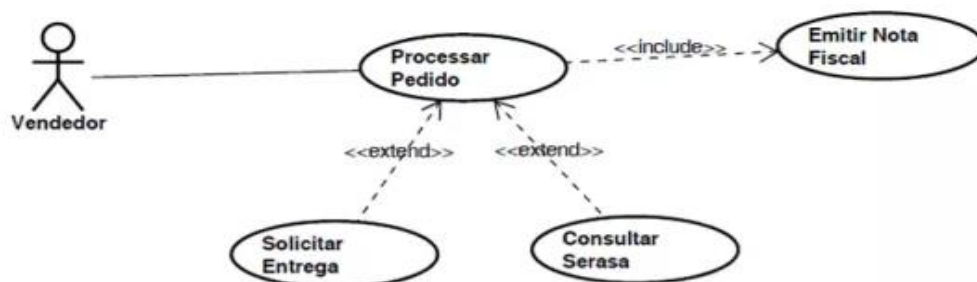 Emitir Nota
Fiscal
<<include>>
Processar
Pedido
Vendedor
<<extend>>
<<extend>>
Solicitar
Entrega
Consultar
Serasa